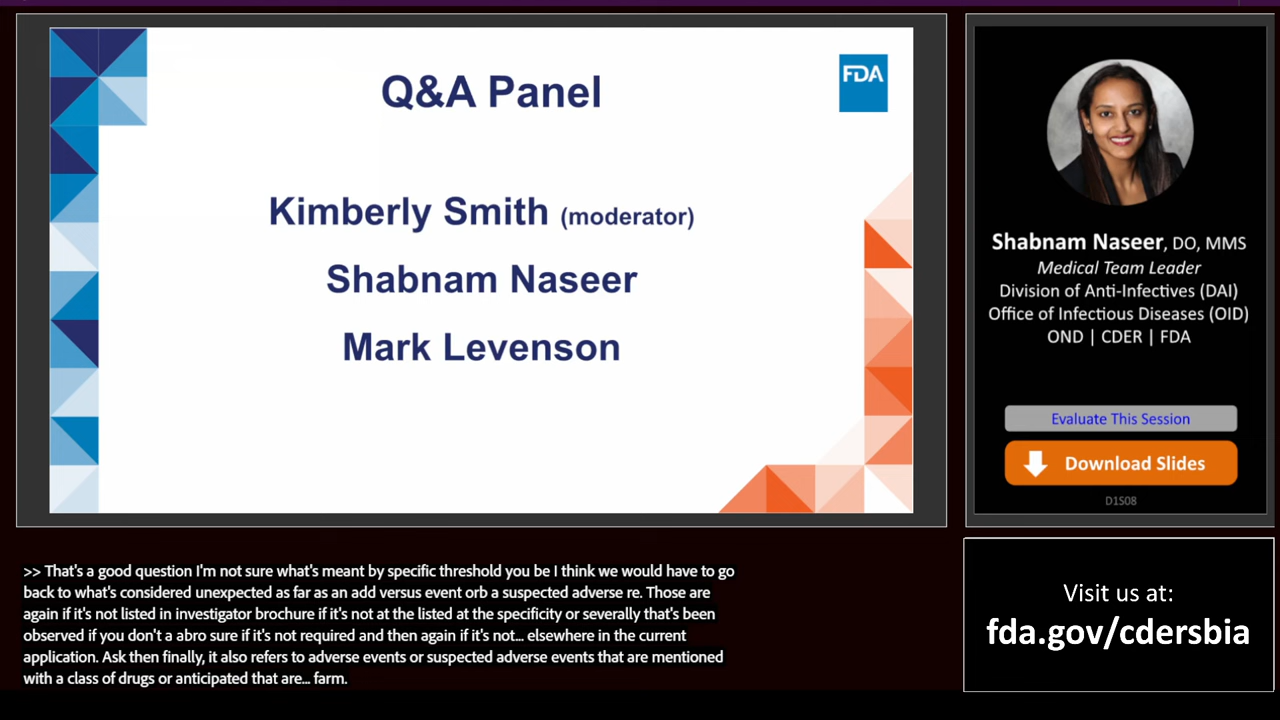 Q&A Panel
FDA
Kimberly Smith (moderator)
Shabnam Naseer
Mark Levenson
Shabnam Naseer, DO, MMS
Medical Team Leader
Division of Anti-Infectives (DAI)
Office of Infectious Diseases (OID)
OND | CDER | FDA
Evaluate This Session
Download Slides
D1S08
>> That's a good question I'm not sure what's meant by specific threshold you be I think we would have to go
back to what's considered unexpected as far as an add versus event orb a suspected adverse re. Those are
again if it's not listed in investigator brochure if it's not at the listed at the specificity or severally that's been
observed if you don't a abro sure if it's not required and then again if it's not... elsewhere in the current
application. Ask then finally, it also refers to adverse events or suspected adverse events that are mentioned
with a class of drugs or anticipated that are... farm.
Visit us at:
fda.gov/cdersbia